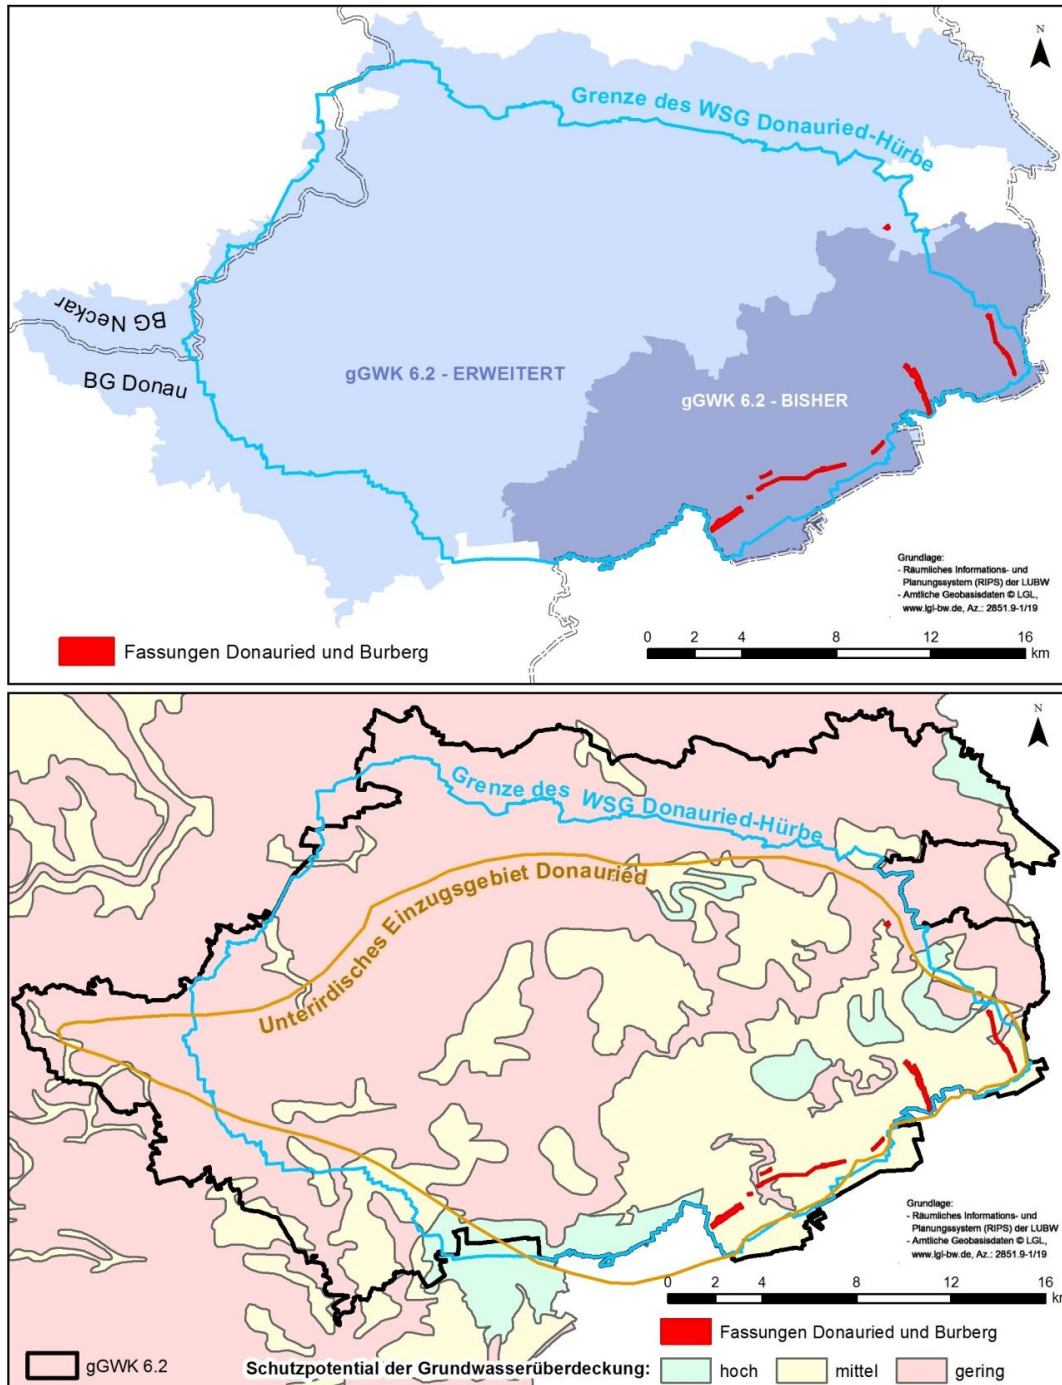 N
Grenze des WSG Donauried-Hürbe
BG Neckar
BG Donau
gGWK 6.2 - ERWEITERT
gGWK 6.2 - BISHER
Grundlage:
- Räumliches Informations- und
Planungssystem (RIPS) der LUBW
- Amtliche Geobasisdaten © LGL,
www.lgl-bw.de, Az.: 2851.9-1/19
0 2 4 8 12 16
km
Fassungen Donauried und Burberg
N
Grenze des WSG Donauried-Hürbe
Unterirdisches Einzugsgebiet Donauried
Grundlage:
- Räumliches Informations- und
Planungssystem (RIPS) der LUBW
- Amtliche Geobasisdaten © LGL,
www.lgl-bw.de, Az.: 2851.9-1/19
0 2 4 8 12 16
km
Fassungen Donauried und Burberg
gGWK 6.2
Schutzpotential der Grundwasserüberdeckung: hoch mittel gering